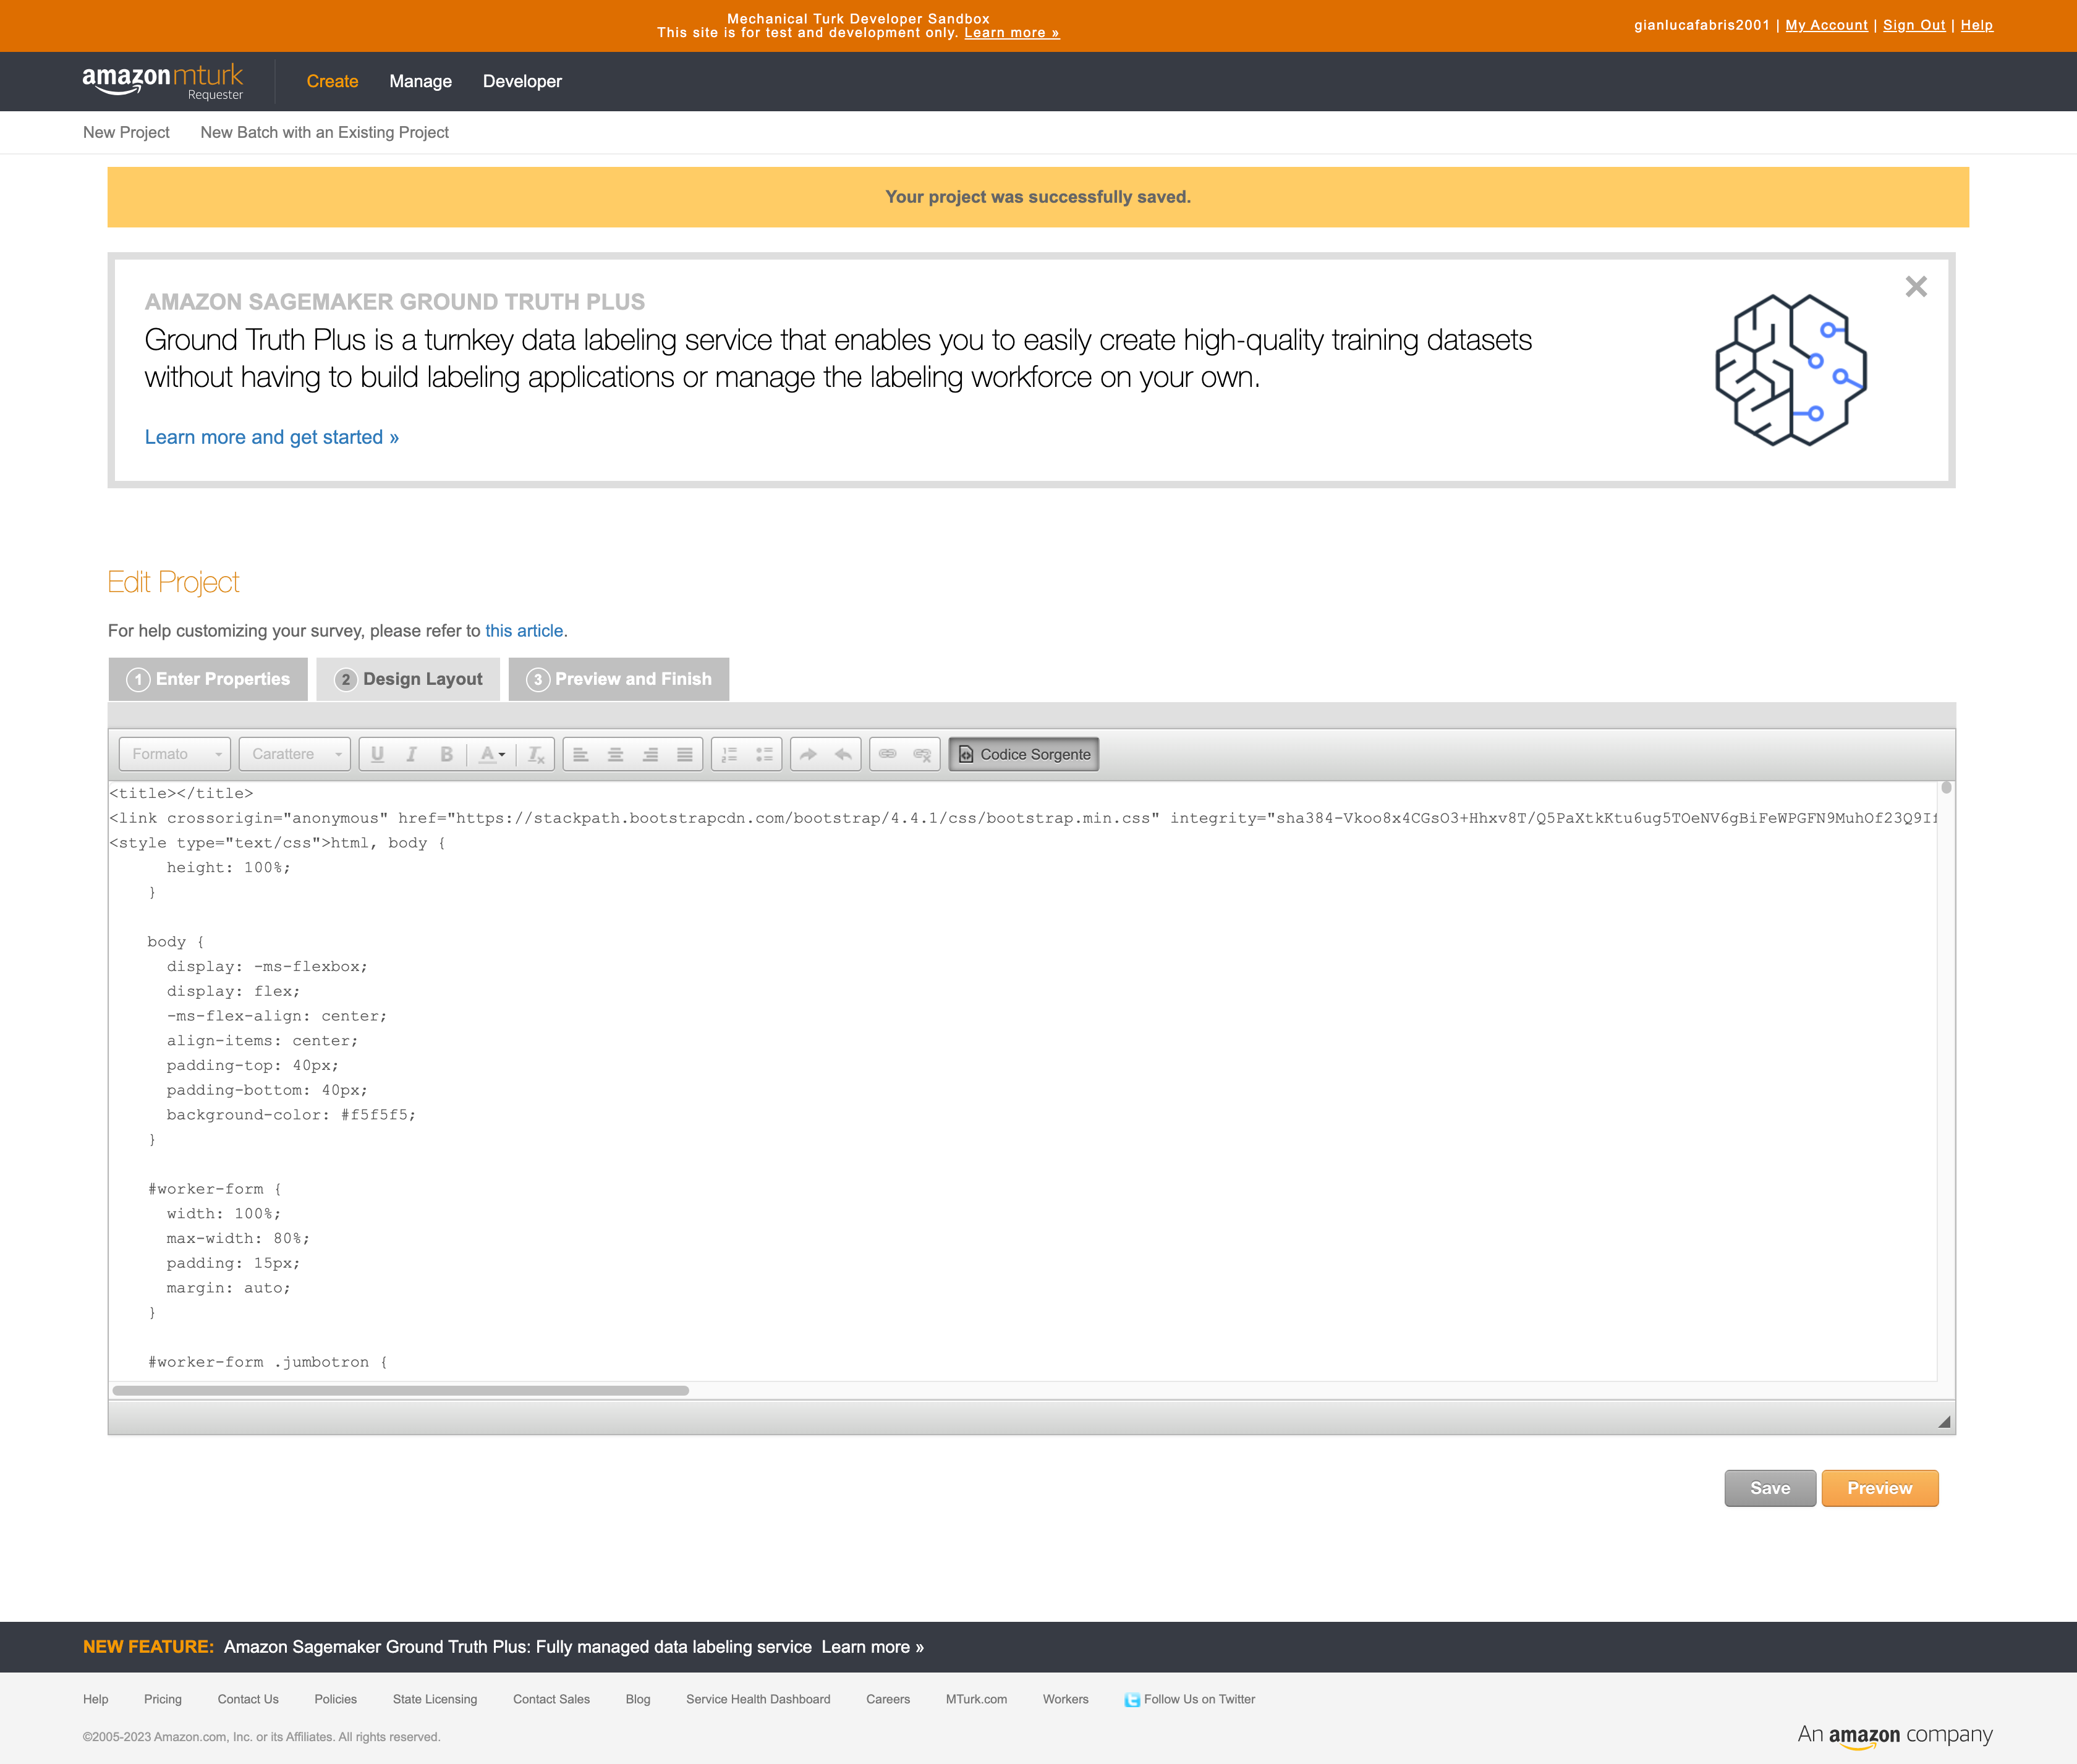 Mechanical Turk Developer Sandbox
This site is for test and development only. Learn more »
gianlucafabris2001 | My Account | Sign Out | Help
amazonmturk
Requester
Create Manage Developer
New Project New Batch with an Existing Project
Your project was successfully saved.
AMAZON SAGEMAKER GROUND TRUTH PLUS
Ground Truth Plus is a turnkey data labeling service that enables you to easily create high-quality training datasets
without having to build labeling applications or manage the labeling workforce on your own.
Learn more and get started »
Edit Project
For help customizing your survey, please refer to this article.
1 Enter Properties 2 Design Layout 3 Preview and Finish
Formato Carattere U I B A Ix Codice Sorgente
<title></title>
<link crossorigin="anonymous" href="https://stackpath.bootstrapcdn.com/bootstrap/4.4.1/css/bootstrap.min.css" integrity="sha384-Vkoo8x4CGsO3+Hhxv8T/Q5PaXtkKtu6ug5TOeNV6gBiFeWPGFN9MuhOf23Q9If
<style type="text/css">html, body {
height: 100%;
}
body {
display: -ms-flexbox;
display: flex;
-ms-flex-align: center;
align-items: center;
padding-top: 40px;
padding-bottom: 40px;
background-color: #f5f5f5;
}
#worker-form {
width: 100%;
max-width: 80%;
padding: 15px;
margin: auto;
}
#worker-form .jumbotron {
Save Preview
NEW FEATURE: Amazon Sagemaker Ground Truth Plus: Fully managed data labeling service Learn more »
Help Pricing Contact Us Policies State Licensing Contact Sales Blog Service Health Dashboard Careers MTurk.com Workers Follow Us on Twitter
©2005-2023 Amazon.com, Inc. or its Affiliates. All rights reserved.
An amazon company